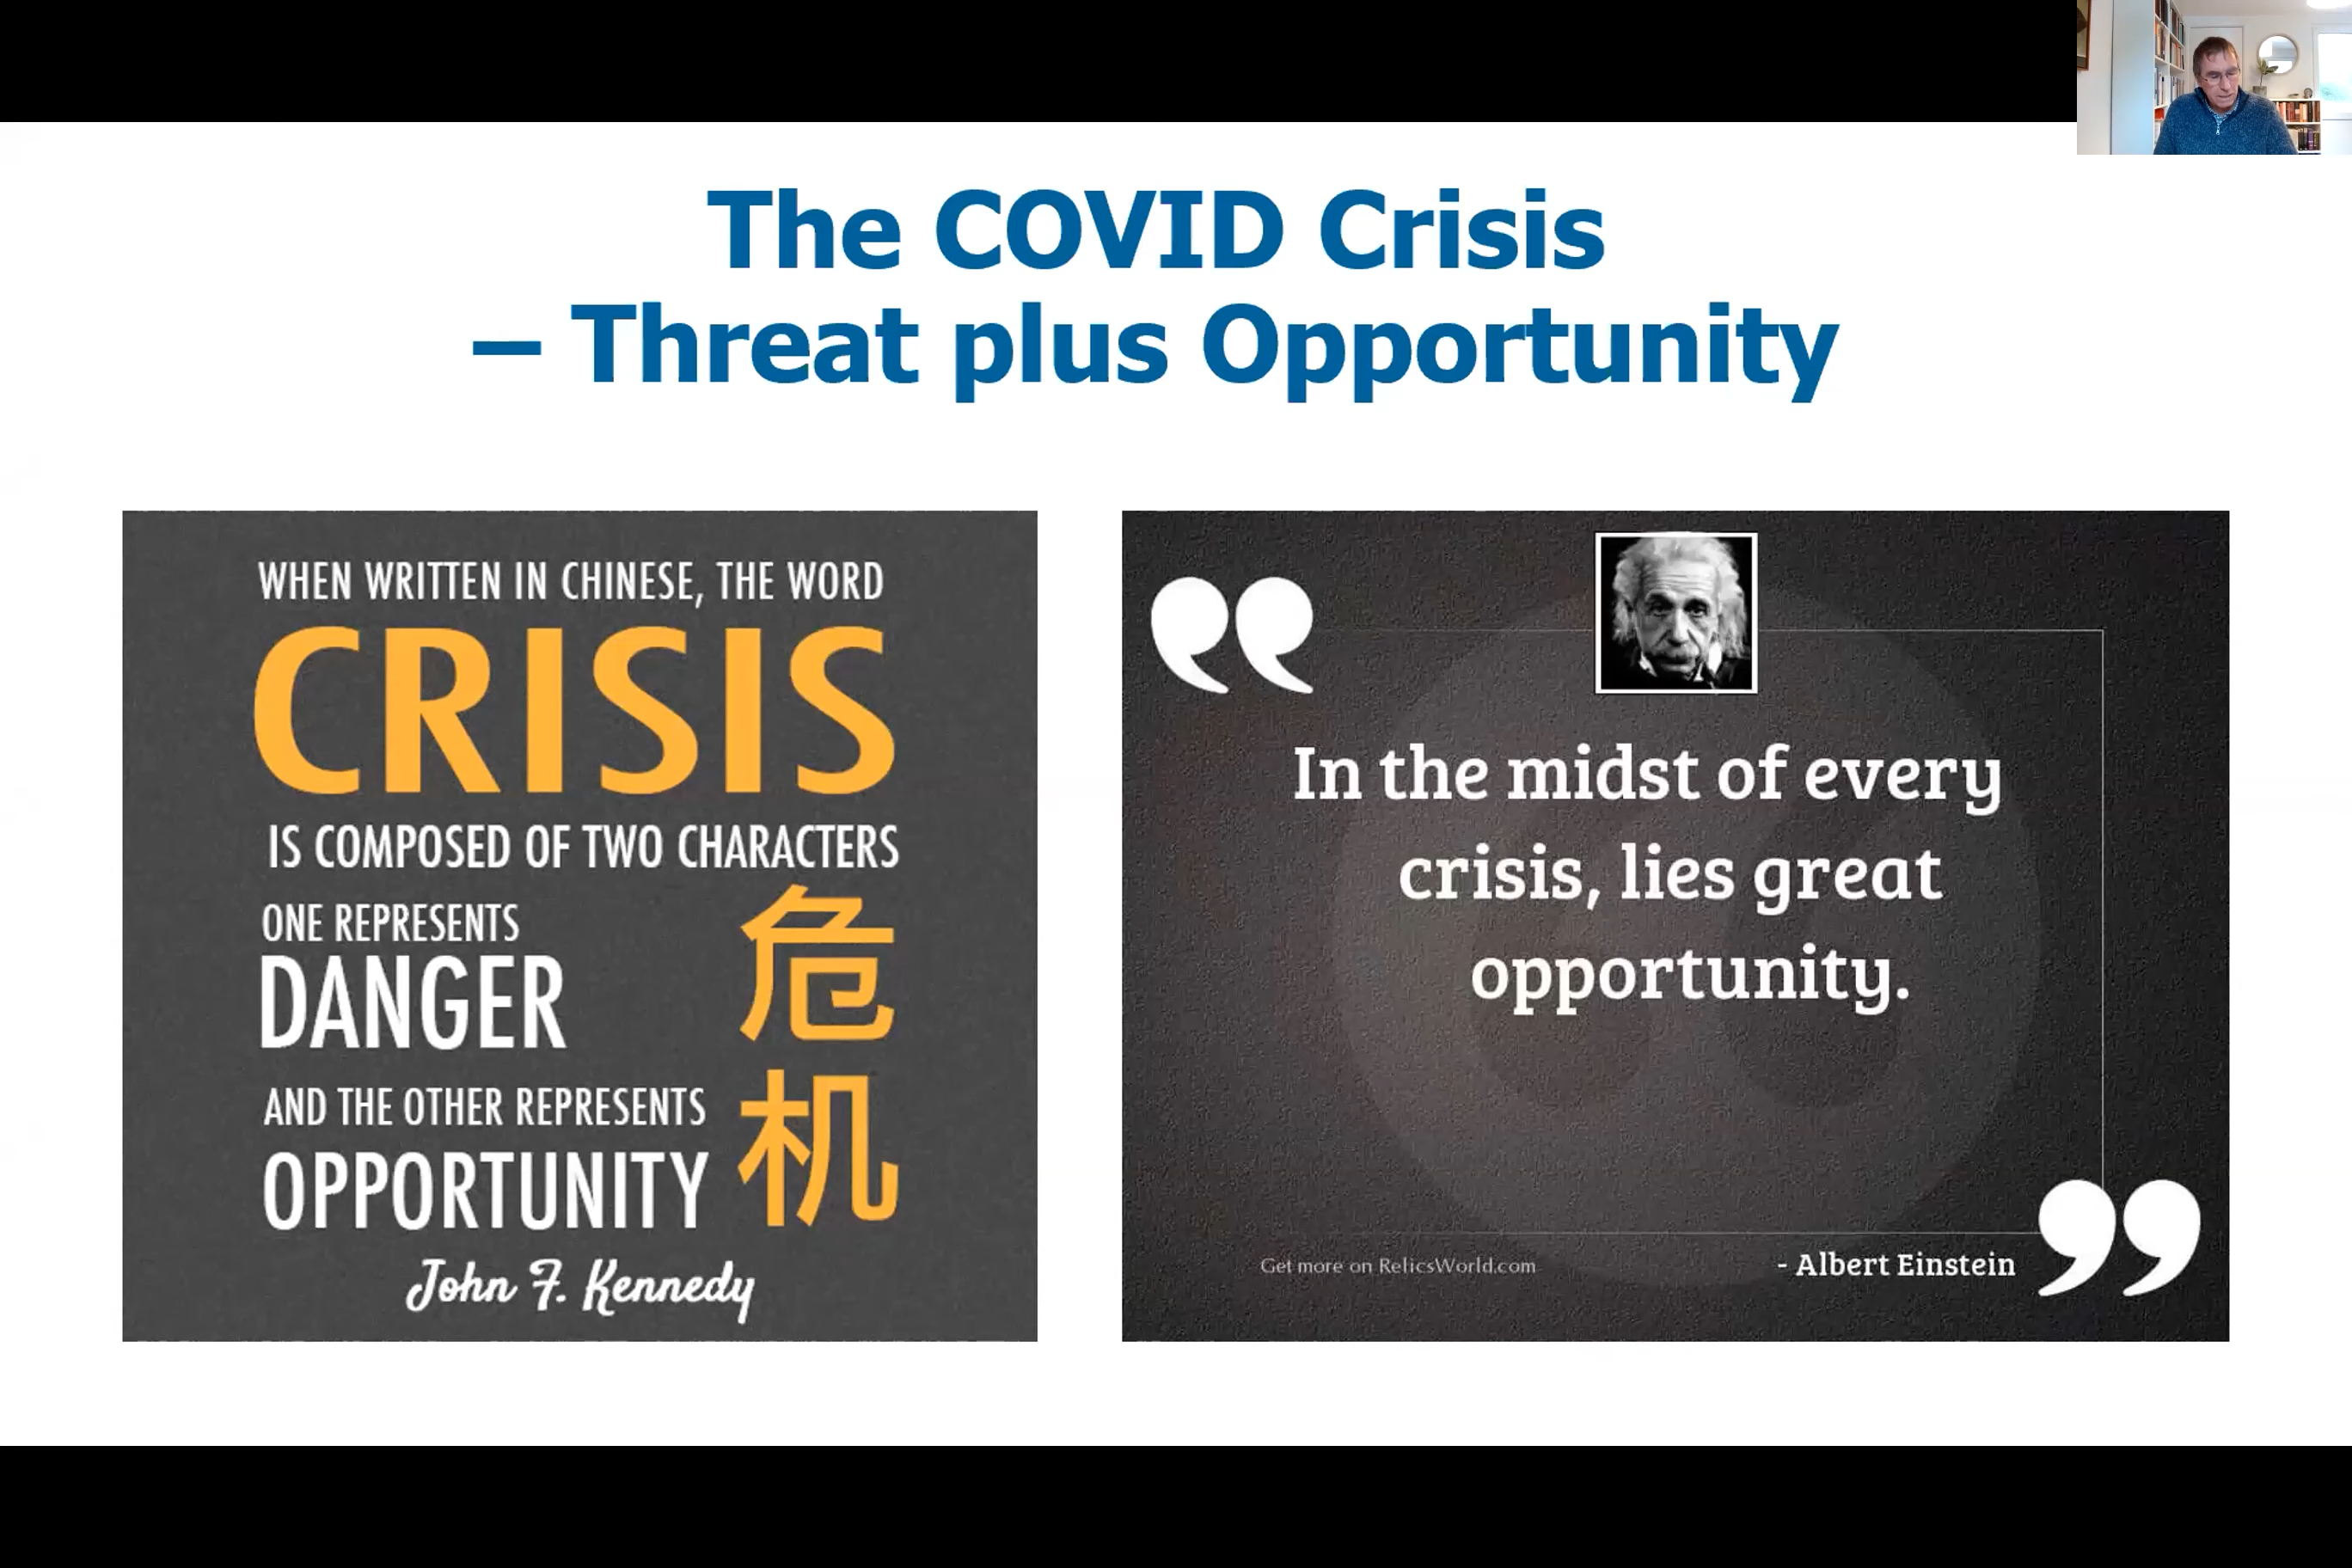 The COVID Crisis
– Threat plus Opportunity
WHEN WRITTEN IN CHINESE, THE WORD
CRISIS
IS COMPOSED OF TWO CHARACTERS
ONE REPRESENTS
DANGER
危
AND THE OTHER REPRESENTS
OPPORTUNITY
机
John F. Kennedy
“
In the midst of every
crisis, lies great
opportunity.
Get more on RelicsWorld.com
- Albert Einstein
”